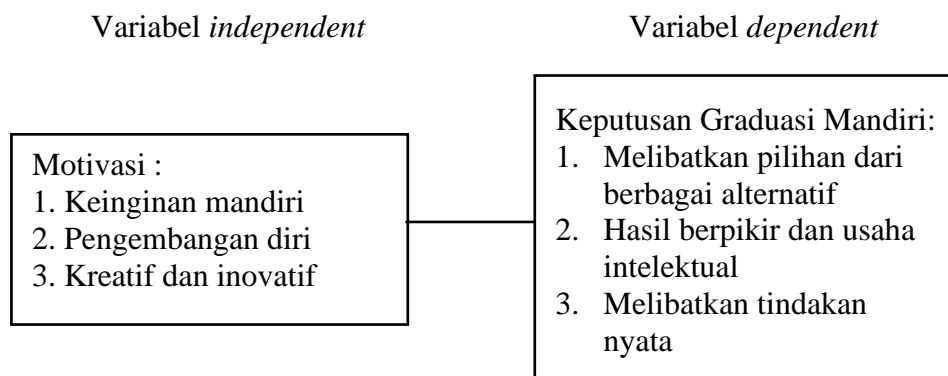 Variabel independent
Variabel dependent
Motivasi :
1. Keinginan mandiri
2. Pengembangan diri
3. Kreatif dan inovatif
Keputusan Graduasi Mandiri:
1. Melibatkan pilihan dari
berbagai alternatif
2. Hasil berpikir dan usaha
intelektual
3. Melibatkan tindakan
nyata